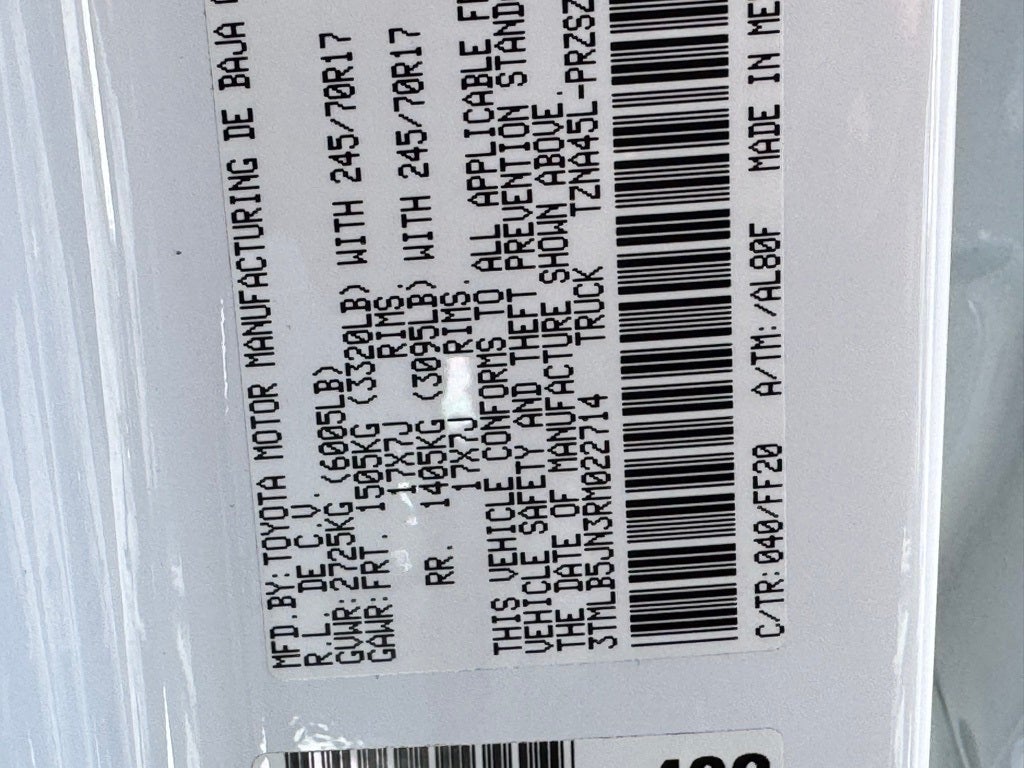 MFD.BY:TOYOTA MOTOR MANUFACTURING DE BAJA
R.L. DE C.V.
GVWR:2725KG (6005LB)
GAWR:FRT. 1505KG (3320LB) WITH 245/70R17
17X7J RIMS.
RR. 1405KG (3095LB) WITH 245/70R17
17X7J RIMS.
THIS VEHICLE CONFORMS TO ALL APPLICABLE
VEHICLE SAFETY AND THEFT PREVENTION
THE DATE OF MANUFACTURE SHOWN ABOVE.
3TMLB5JN3RM022714 TRUCK TZNA45L-PRZSZ
C/TR:040/FF20 A/TM:/AL80F MADE IN